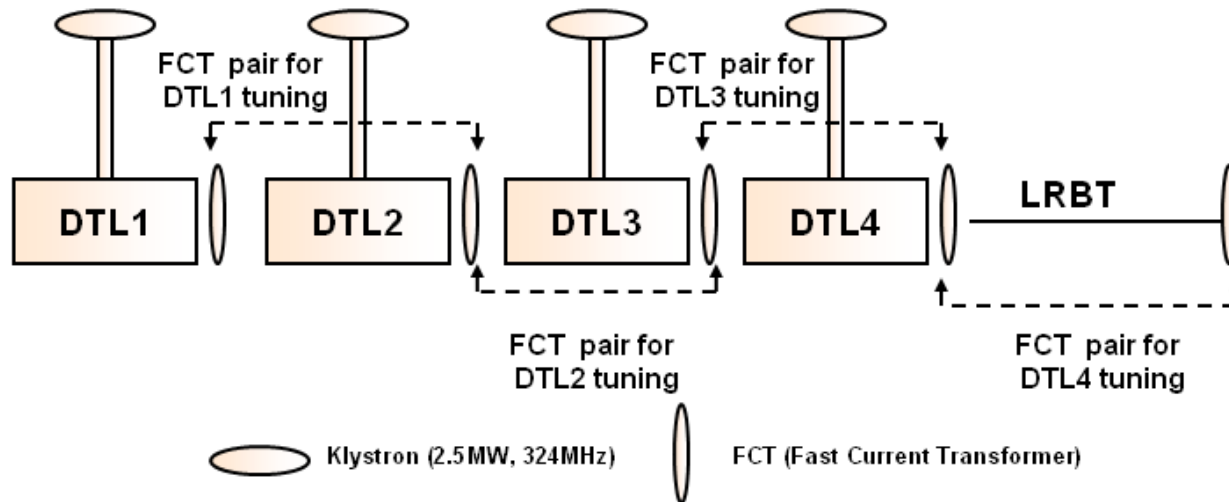 FCT pair for
DTL1 tuning
FCT pair for
DTL3 tuning
DTL1
DTL2
DTL3
DTL4
LRBT
FCT pair for
DTL2 tuning
FCT pair for
DTL4 tuning
Klystron (2.5MW, 324MHz)
FCT (Fast Current Transformer)